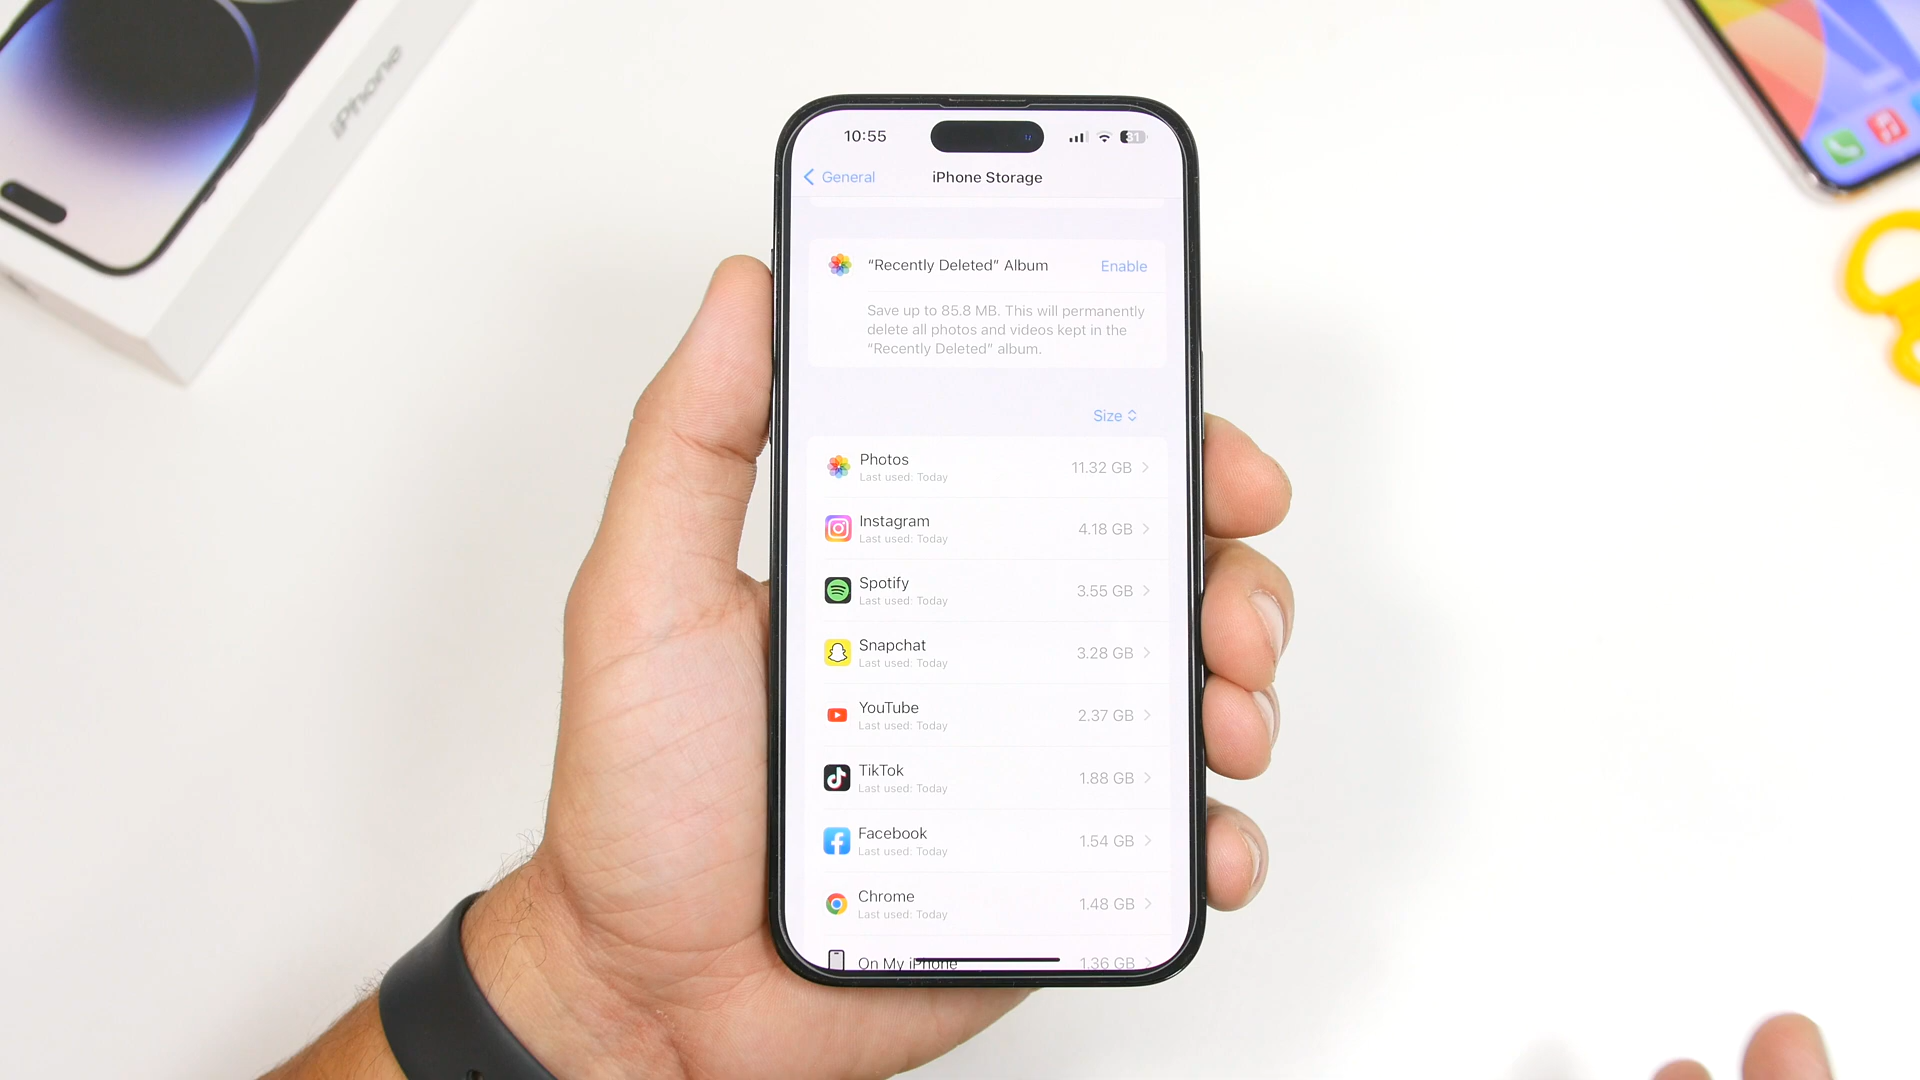 iPhone
10:55
31
General
iPhone Storage
“Recently Deleted” Album
Enable
Save up to 85.8 MB. This will permanently
delete all photos and videos kept in the
“Recently Deleted” album.
Size
Photos
11.32 GB
Last used: Today
Instagram
4.18 GB
Last used: Today
Spotify
3.55 GB
Last used: Today
Snapchat
3.28 GB
Last used: Today
YouTube
2.37 GB
Last used: Today
TikTok
1.88 GB
Last used: Today
Facebook
1.54 GB
Last used: Today
Chrome
1.48 GB
Last used: Today
On My iPhone
1.36 GB